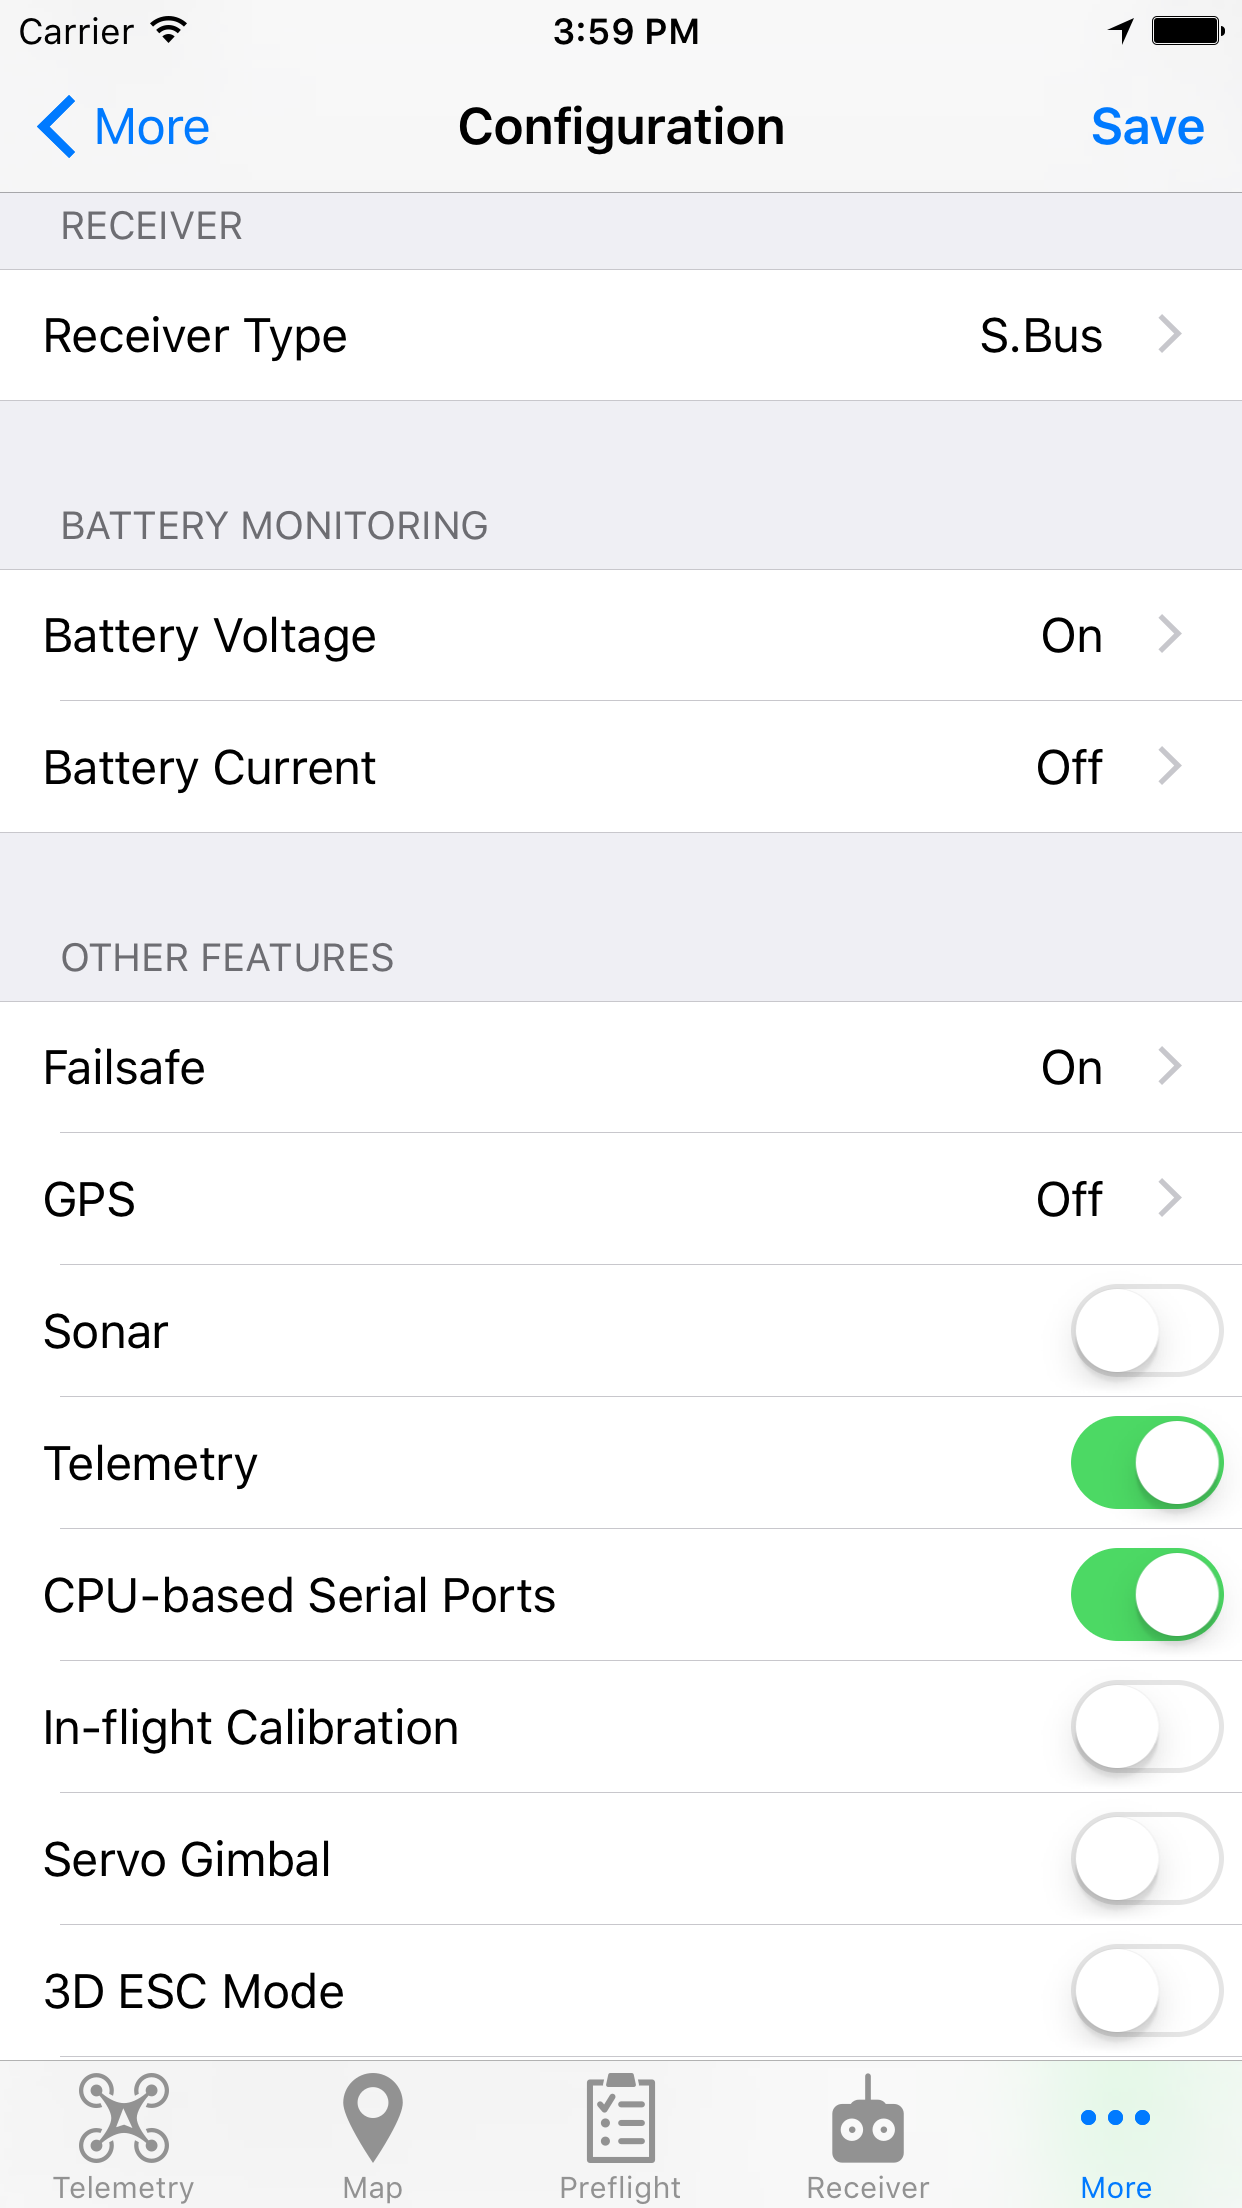 Carrier 3:59 PM
More Configuration Save
RECEIVER
Receiver Type S.Bus
BATTERY MONITORING
Battery Voltage On
Battery Current Off
OTHER FEATURES
Failsafe On
GPS Off
Sonar
Telemetry
CPU-based Serial Ports
In-flight Calibration
Servo Gimbal
3D ESC Mode
Telemetry Map Preflight Receiver More